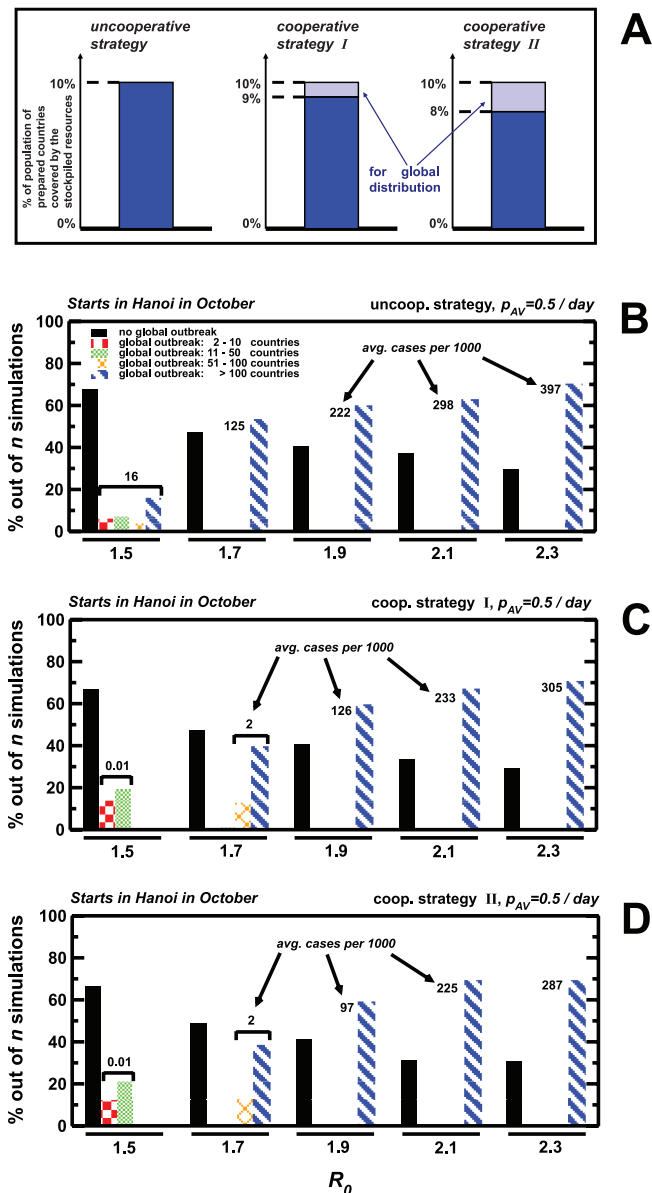 A
uncooperative
strategy
cooperative
strategy I
cooperative
strategy II
% of population of
prepared countries
covered by the
stockpiled resources
10%
0%
10%
9%
0%
10%
8%
0%
for global
distribution
B
Starts in Hanoi in October
uncoop. strategy, pAV=0.5 / day
% out of n simulations
100
80
60
40
20
0
no global outbreak
global outbreak: 2 - 10 countries
global outbreak: 11 - 50 countries
global outbreak: 51 - 100 countries
global outbreak: > 100 countries
avg. cases per 1000
16
125
222
298
397
1.5
1.7
1.9
2.1
2.3
C
Starts in Hanoi in October
coop. strategy I, pAV=0.5 / day
% out of n simulations
100
80
60
40
20
0
avg. cases per 1000
0.01
2
126
233
305
1.5
1.7
1.9
2.1
2.3
D
Starts in Hanoi in October
coop. strategy II, pAV=0.5 / day
% out of n simulations
100
80
60
40
20
0
avg. cases per 1000
0.01
2
97
225
287
1.5
1.7
1.9
2.1
2.3
R0